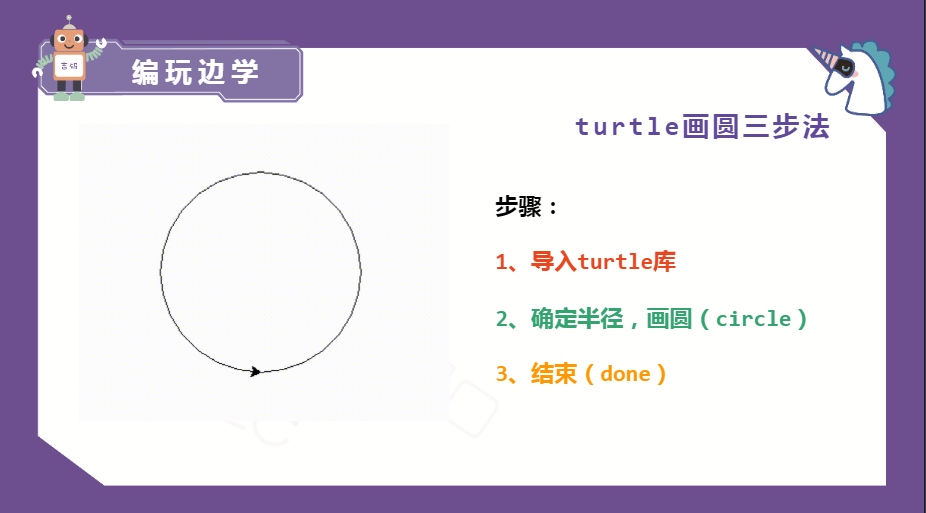 编玩边学
turtle画圆三步法
步骤：
1、导入turtle库
2、确定半径，画圆（circle）
3、结束（done）